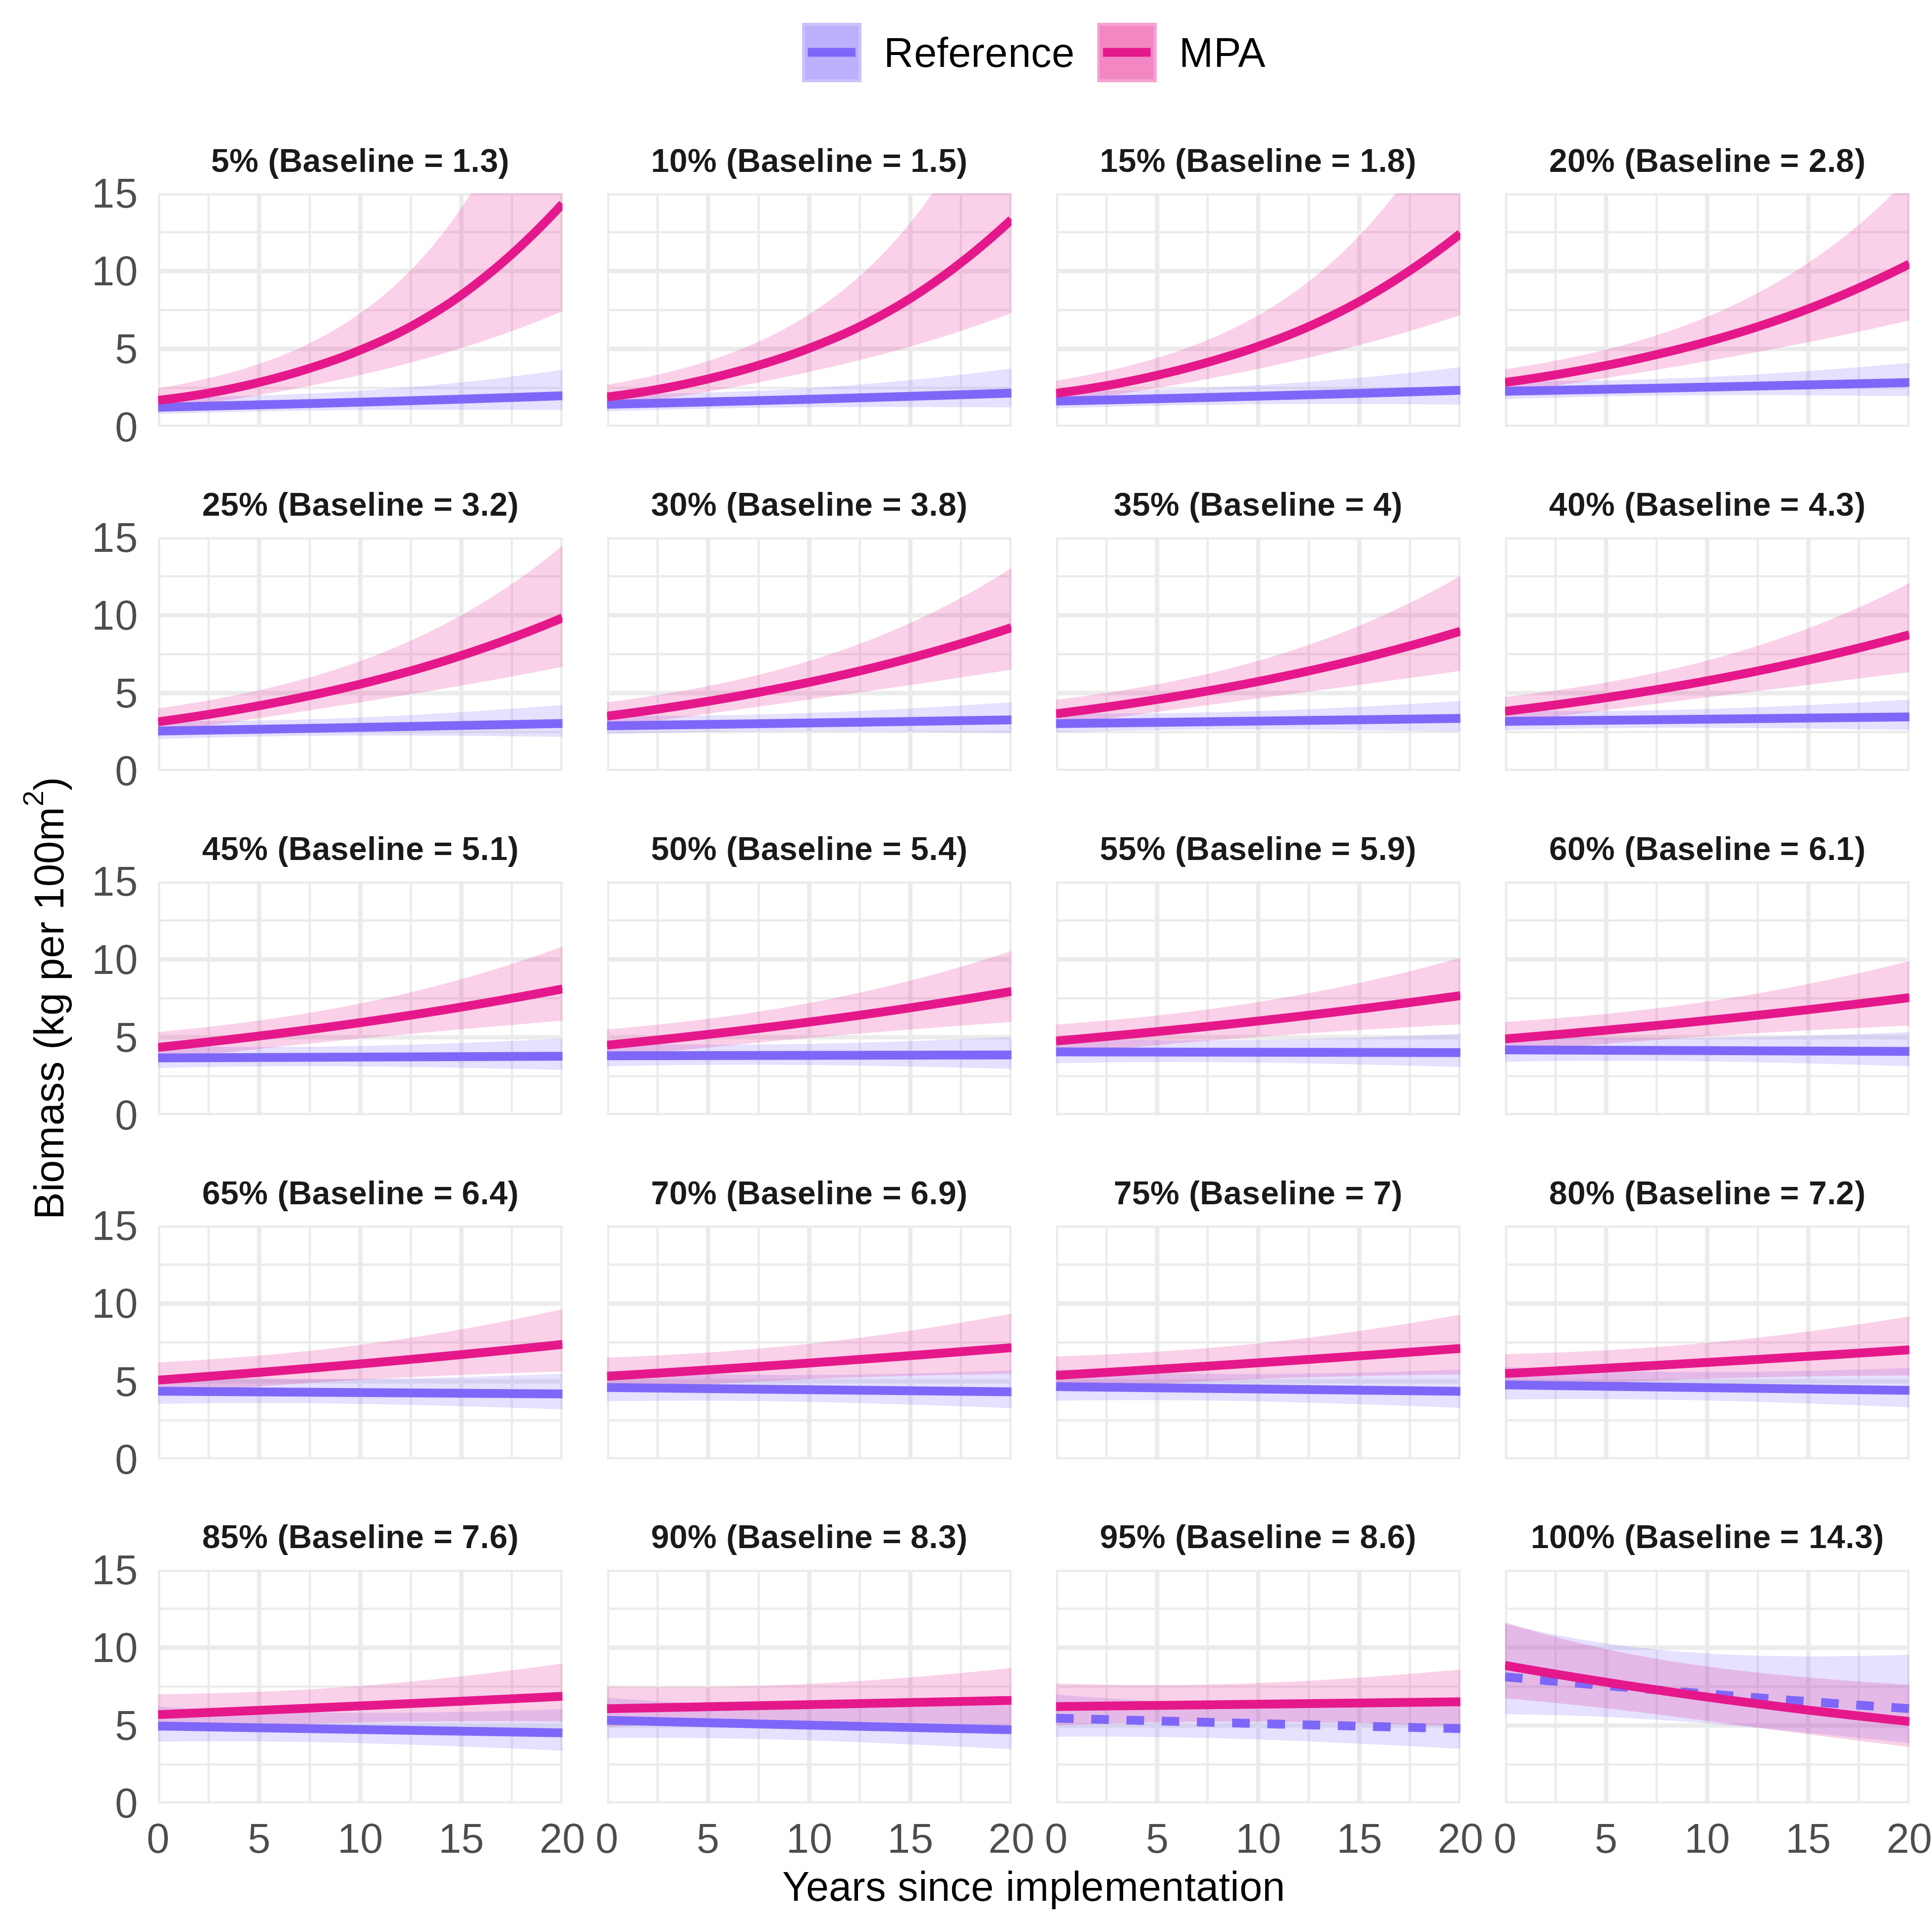 Reference MPA
5% (Baseline = 1.3) 10% (Baseline = 1.5) 15% (Baseline = 1.8) 20% (Baseline = 2.8)
15
10
5
0
25% (Baseline = 3.2) 30% (Baseline = 3.8) 35% (Baseline = 4) 40% (Baseline = 4.3)
15
10
5
0
45% (Baseline = 5.1) 50% (Baseline = 5.4) 55% (Baseline = 5.9) 60% (Baseline = 6.1)
15
10
5
0
65% (Baseline = 6.4) 70% (Baseline = 6.9) 75% (Baseline = 7) 80% (Baseline = 7.2)
15
10
5
0
85% (Baseline = 7.6) 90% (Baseline = 8.3) 95% (Baseline = 8.6) 100% (Baseline = 14.3)
15
10
5
0
0 5 10 15 20 0 5 10 15 20 0 5 10 15 20 0 5 10 15 20
Years since implementation
Biomass (kg per 100m²)